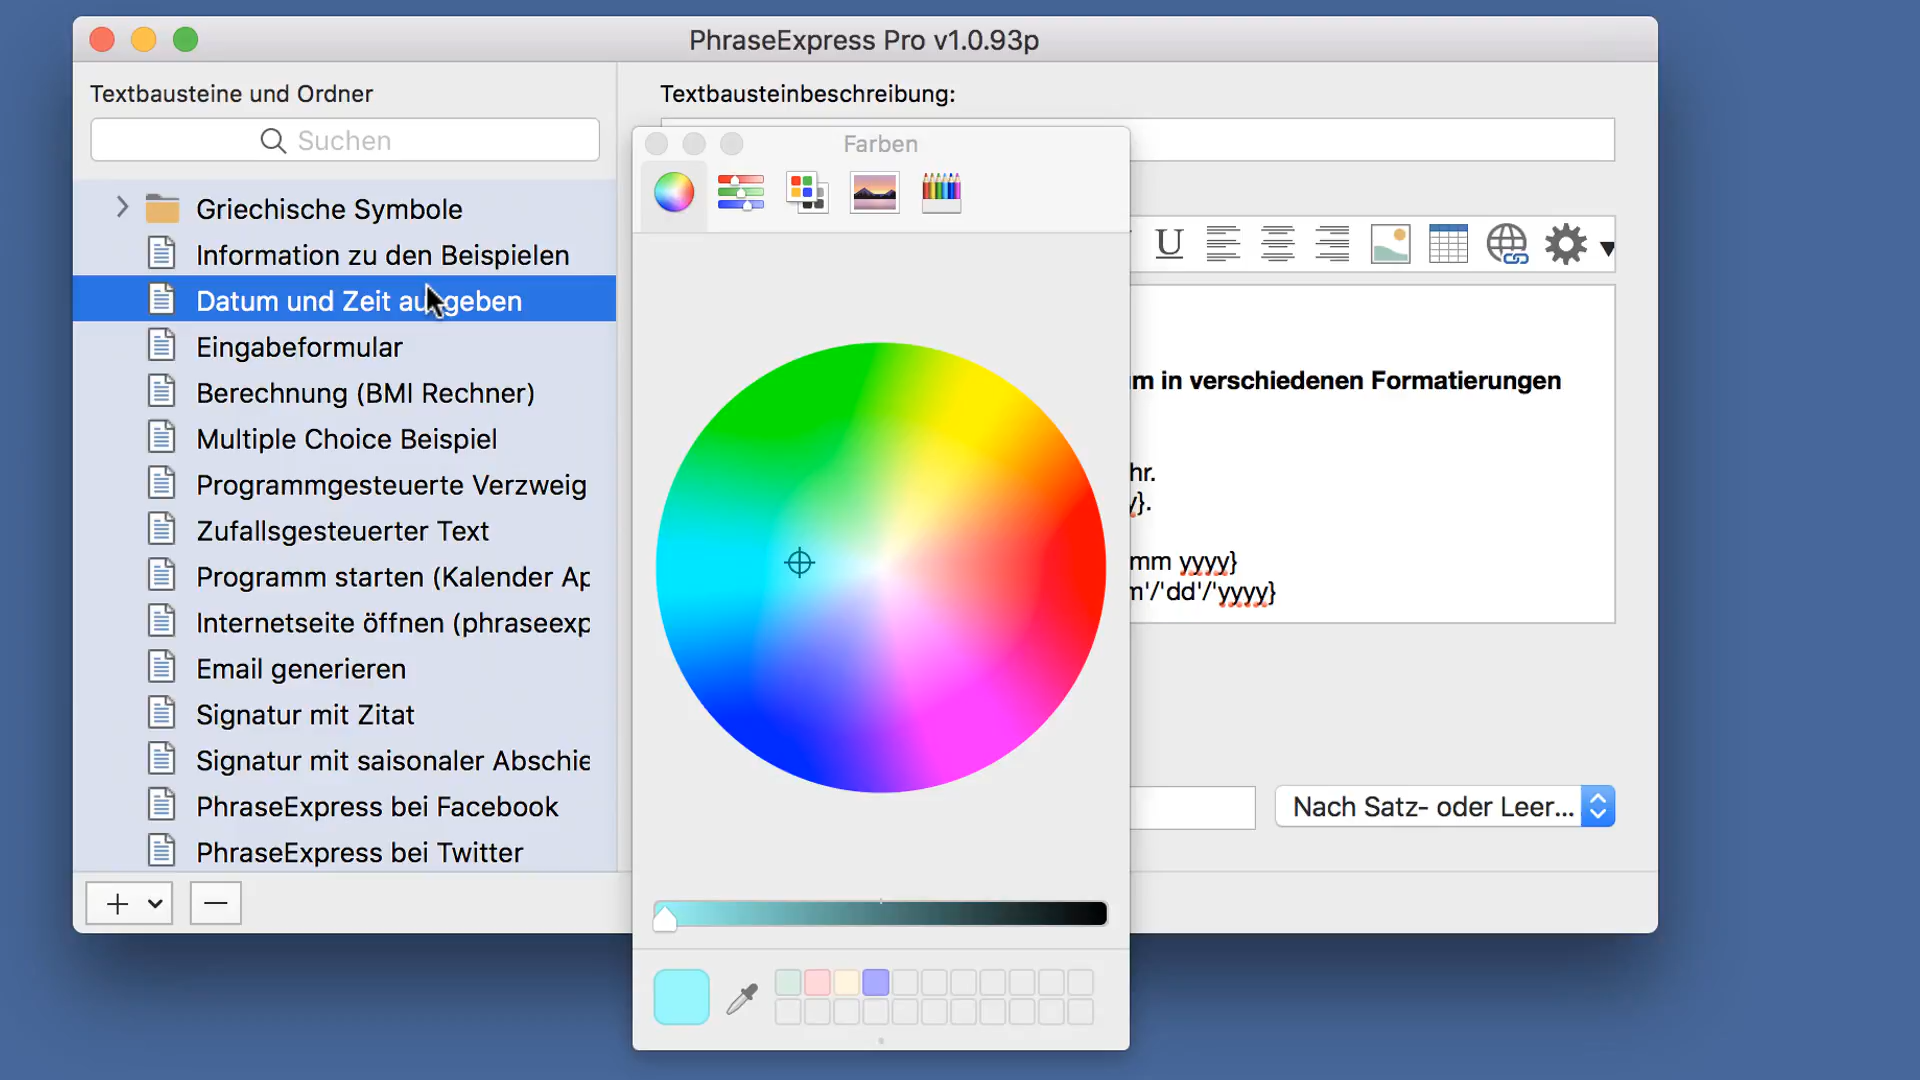 PhraseExpress Pro v1.0.93p
Textbausteine und Ordner
Suchen
Griechische Symbole
Information zu den Beispielen
Datum und Zeit ausgeben
Eingabeformular
Berechnung (BMI Rechner)
Multiple Choice Beispiel
Programmgesteuerte Verzweig
Zufallsgesteuerter Text
Programm starten (Kalender Ap
Internetseite öffnen (phraseexp
Email generieren
Signatur mit Zitat
Signatur mit saisonaler Abschie
PhraseExpress bei Facebook
PhraseExpress bei Twitter
Textbausteinbeschreibung:
Farben
U
m in verschiedenen Formatierungen
hr.
y}.
mm yyyy}
m'/'dd'/'yyyy}
Nach Satz- oder Leer...